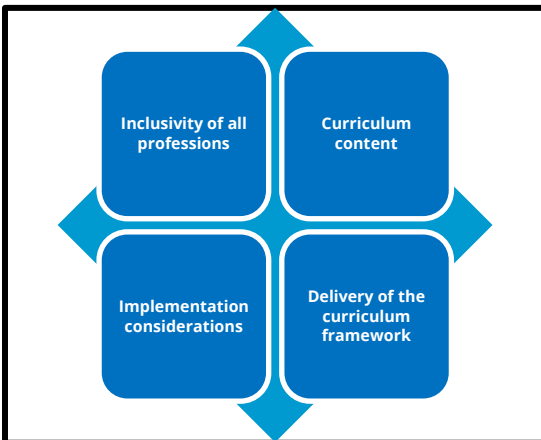 Inclusivity of all
professions
Curriculum
content
Implementation
considerations
Delivery of the
curriculum
framework